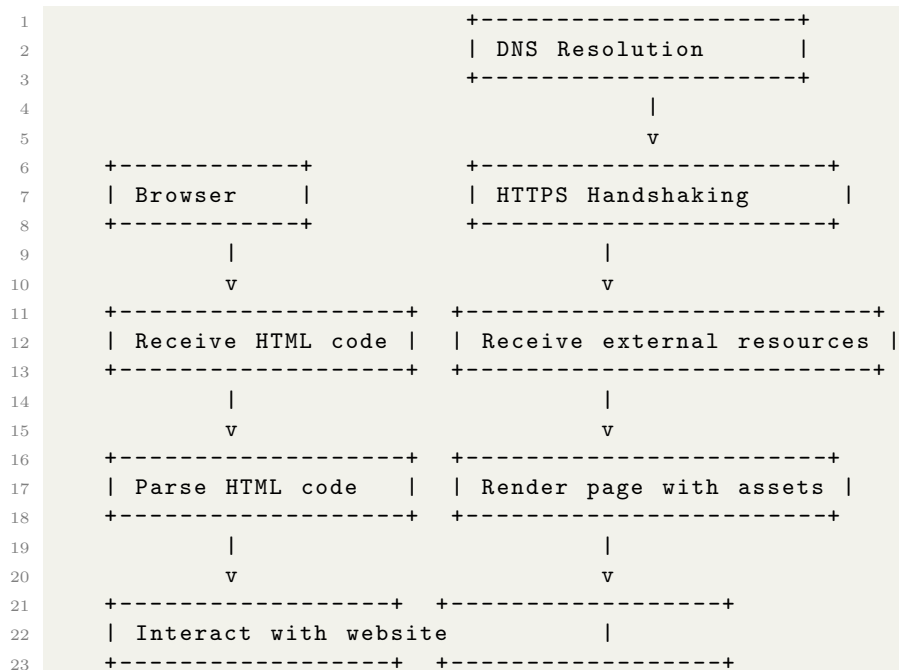 1                              +---------------------+
2                              | DNS Resolution      |
3                              +---------------------+
4                                          |
5                                          v
6      +------------+          +-----------------------+
7      | Browser    |          | HTTPS Handshaking      |
8      +------------+          +-----------------------+
9              |                        |
10             v                        v
11     +-------------------+  +---------------------------+
12     | Receive HTML code |  | Receive external resources |
13     +-------------------+  +---------------------------+
14             |                        |
15             v                        v
16     +-------------------+  +------------------------+
17     | Parse HTML code   |  | Render page with assets |
18     +-------------------+  +------------------------+
19             |                        |
20             v                        v
21     +------------------+  +------------------+
22     | Interact with website          |
23     +------------------+  +------------------+